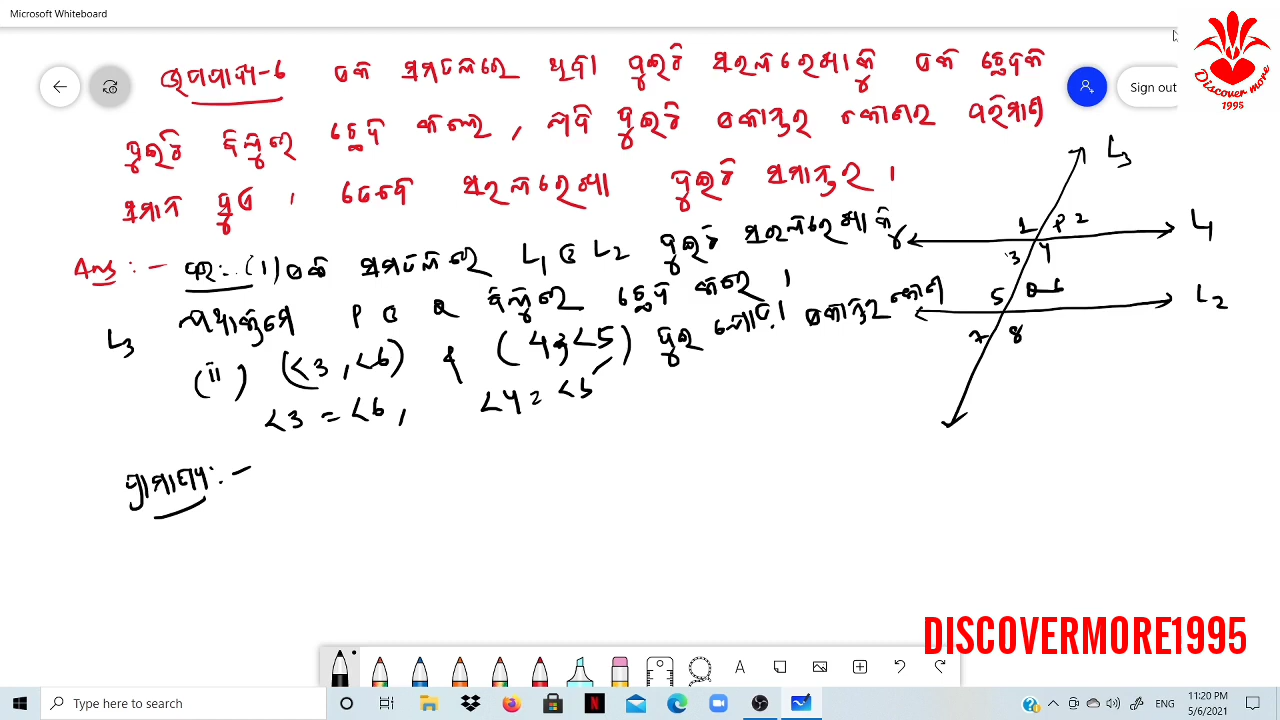 Microsoft Whiteboard
Sign out
Discover more
1995
ଉପପାଦ୍ୟ-6 ଏକ ସମତଳରେ ଥିବା ଦୁଇଟି ସରଳରେଖାକୁ ଏକ ଛେଦକ
ଦୁଇଟି ବିନ୍ଦୁରେ ଛେଦ କଲେ, ଯଦି ଦୁଇଟି ଏକାନ୍ତର କୋଣର ପରିମାଣ
ସମାନ ହୁଏ, ତେବେ ସରଳରେଖା ଦୁଇଟି ସମାନ୍ତର ।
Ans :- ଦତ୍ତ: (i) ଏକ ସମତଳରେ L1 ଓ L2 ଦୁଇଟି ସରଳରେଖାକୁ
L3 ଯଥାକ୍ରମେ P ଓ Q ବିନ୍ଦୁରେ ଛେଦ କରେ ।
(ii) (<3, <6) & (4, <5) ଦୁଇ ଯୋଡ଼ା ଏକାନ୍ତର କୋଣ
<3 = <6, <4 = <5
ପ୍ରାମାଣ୍ୟ :-
L3
1 P 2
L1
3 4
5 Q 6
L2
7 8
DISCOVERMORE1995
Type here to search
ENG
11:20 PM
5/6/2021